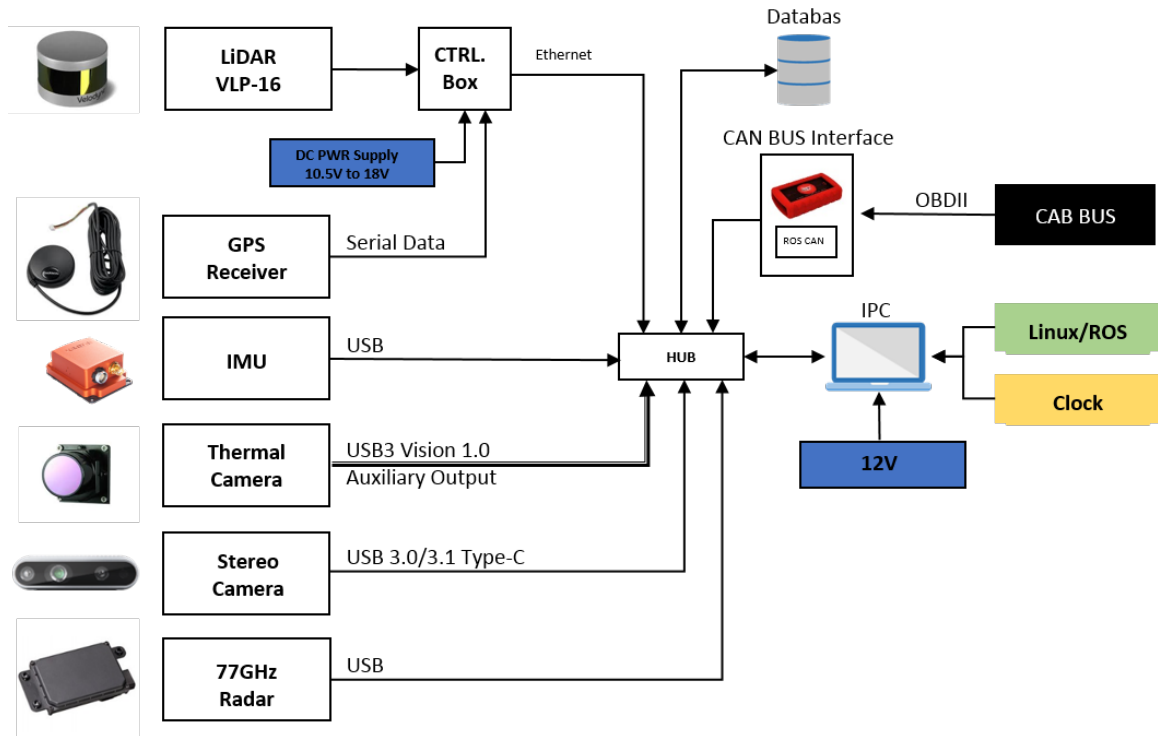 Databas
LiDAR
VLP-16
CTRL.
Box
Ethernet
Velodyne
DC PWR Supply
10.5V to 18V
CAN BUS Interface
ROS CAN
OBDII
CAB BUS
GPS
Receiver
Serial Data
IMU
USB
HUB
IPC
Linux/ROS
Clock
12V
Thermal
Camera
USB3 Vision 1.0
Auxiliary Output
Stereo
Camera
USB 3.0/3.1 Type-C
77GHz
Radar
USB